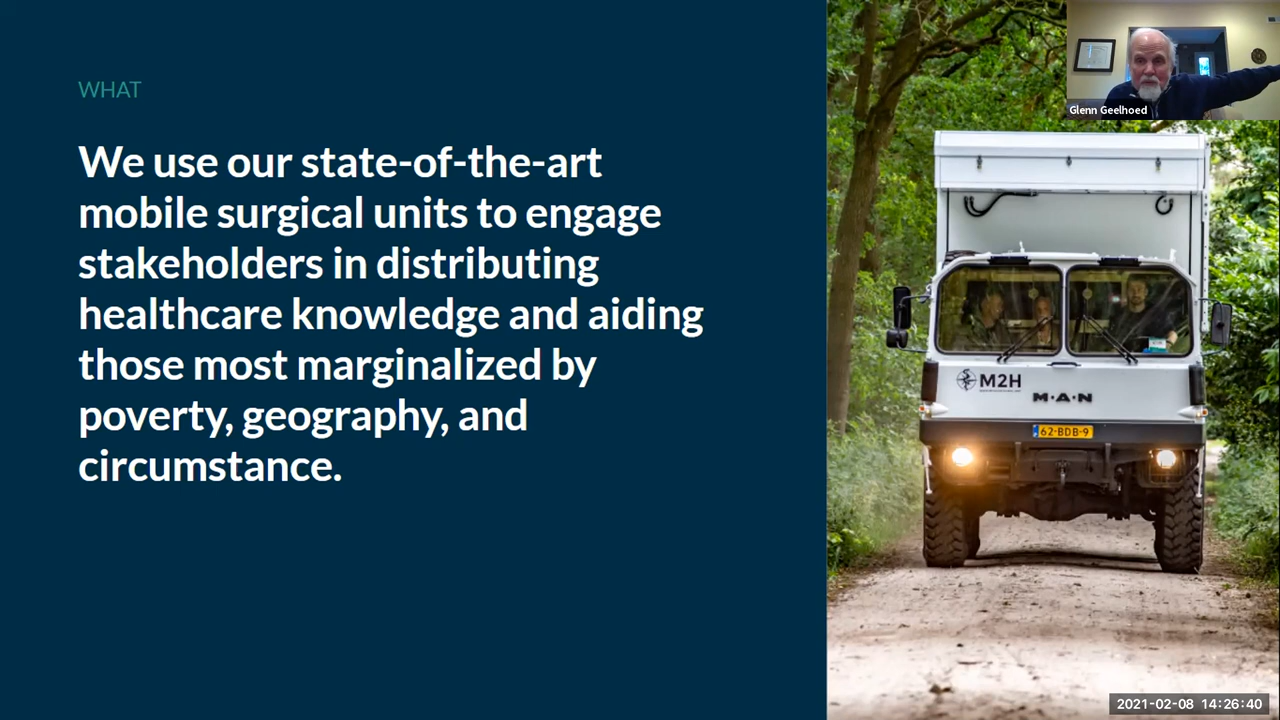 WHAT
We use our state-of-the-art
mobile surgical units to engage
stakeholders in distributing
healthcare knowledge and aiding
those most marginalized by
poverty, geography, and
circumstance.
Glenn Geelhoed
M2H
M·A·N
62-BDB-9
2021-02-08 14:26:40